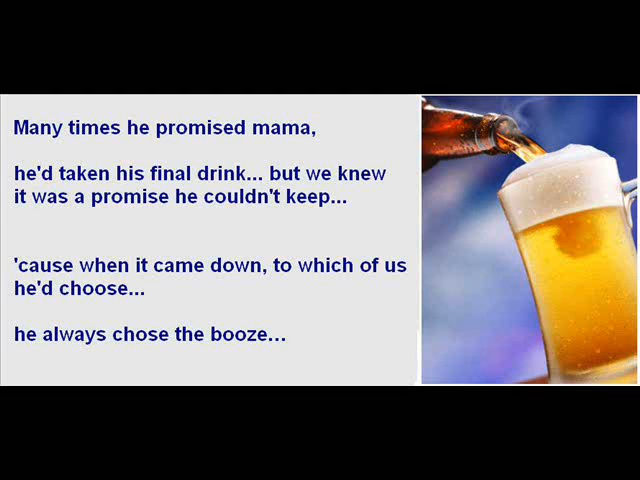 Many times he promised mama,
he'd taken his final drink... but we knew
it was a promise he couldn't keep...
'cause when it came down, to which of us
he'd choose...
he always chose the booze...